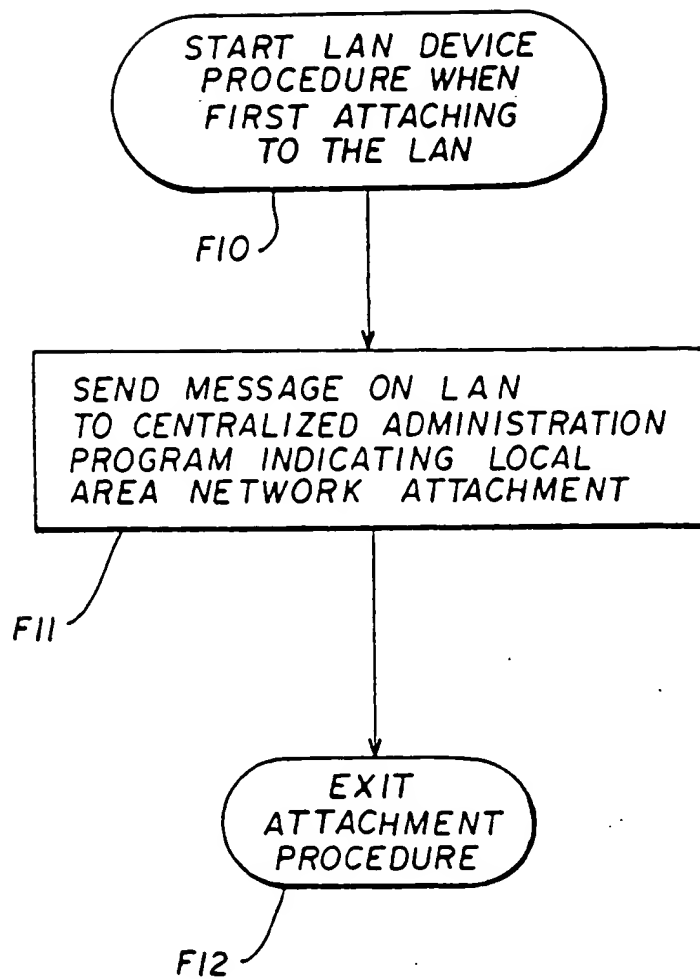 START LAN DEVICE
PROCEDURE WHEN
FIRST ATTACHING
TO THE LAN
F10
SEND MESSAGE ON LAN
TO CENTRALIZED ADMINISTRATION
PROGRAM INDICATING LOCAL
AREA NETWORK ATTACHMENT
F11
EXIT
ATTACHMENT
PROCEDURE
F12